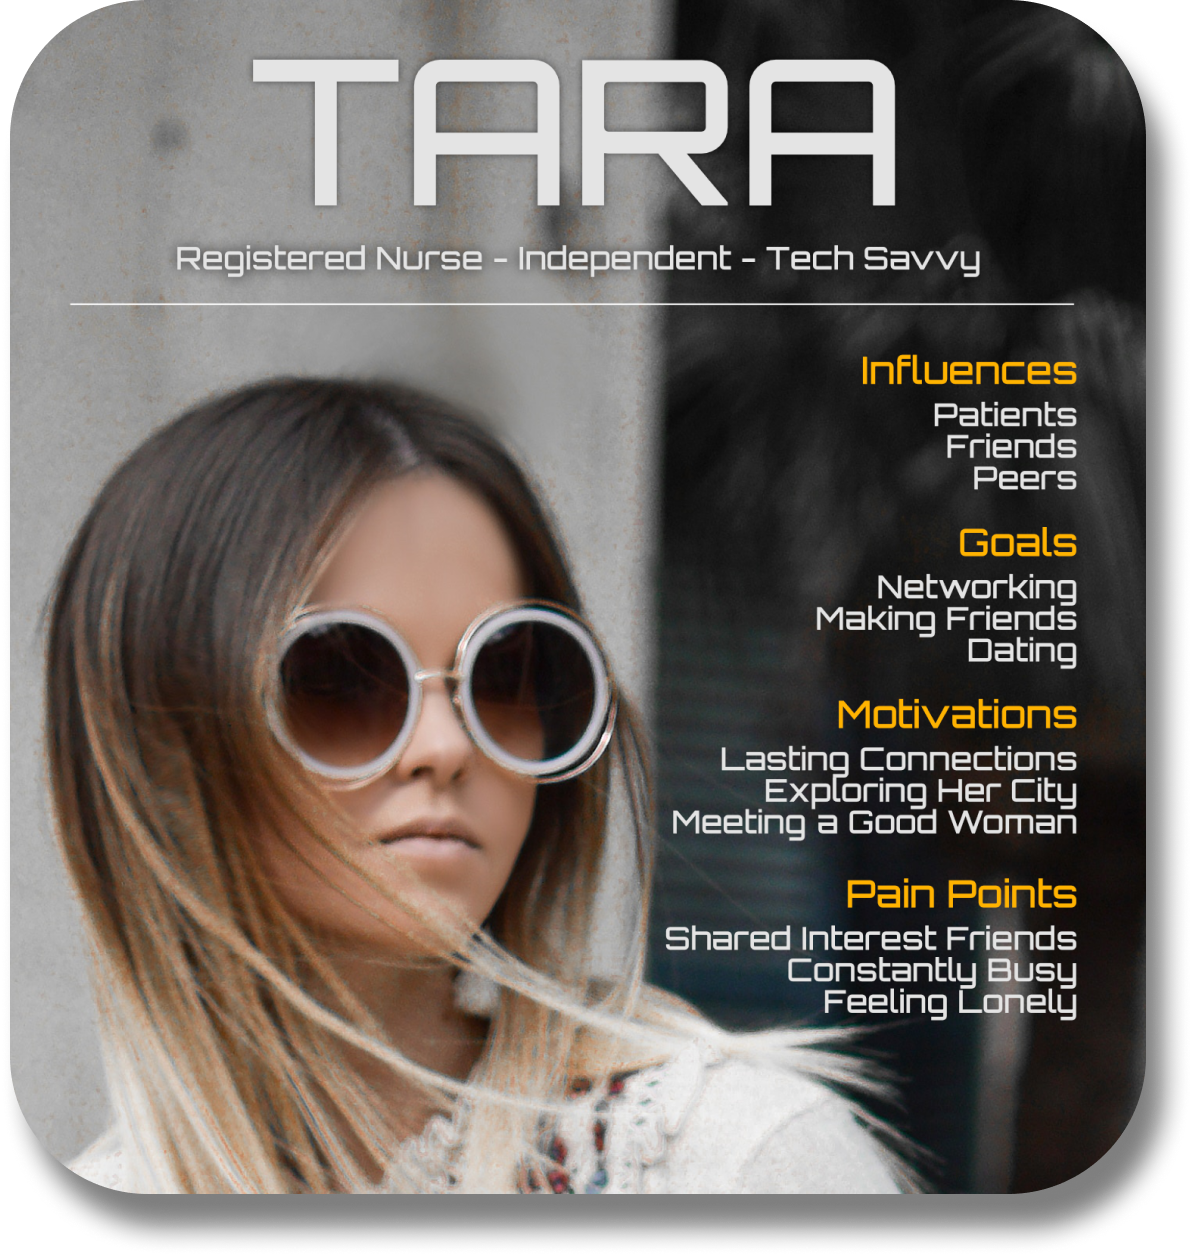 TARA
Registered Nurse - Independent - Tech Savvy
Influences
Patients
Friends
Peers
Goals
Networking
Making Friends
Dating
Motivations
Lasting Connections
Exploring Her City
Meeting a Good Woman
Pain Points
Shared Interest Friends
Constantly Busy
Feeling Lonely